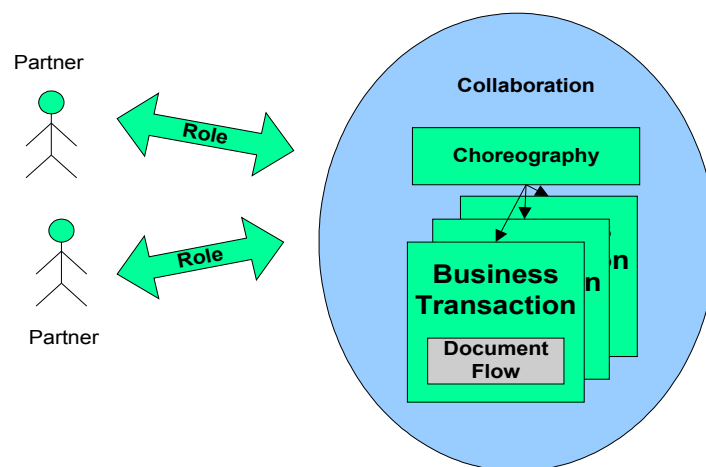 Partner
Collaboration
Role
Choreography
Role
Business
Transaction
Partner
Document
Flow